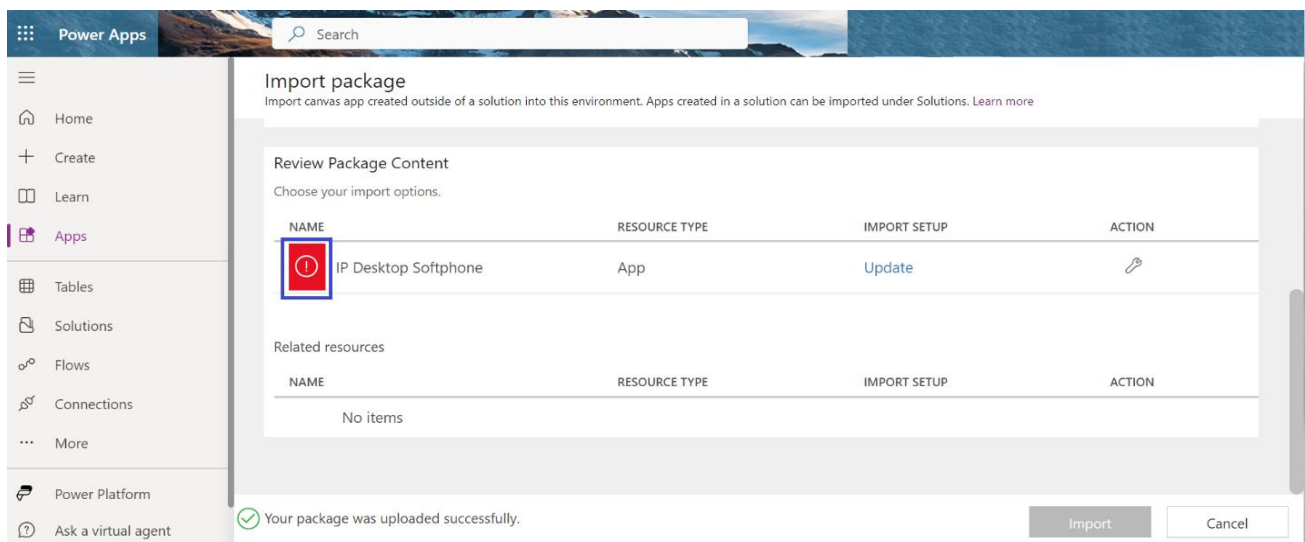 Power Apps
Search
Home
Create
Learn
Apps
Tables
Solutions
Flows
Connections
More
Power Platform
Ask a virtual agent
Import package
Import canvas app created outside of a solution into this environment. Apps created in a solution can be imported under Solutions. Learn more
Review Package Content
Choose your import options.
NAME RESOURCE TYPE IMPORT SETUP ACTION
IP Desktop Softphone App Update
Related resources
NAME RESOURCE TYPE IMPORT SETUP ACTION
No items
Your package was uploaded successfully.
Import Cancel